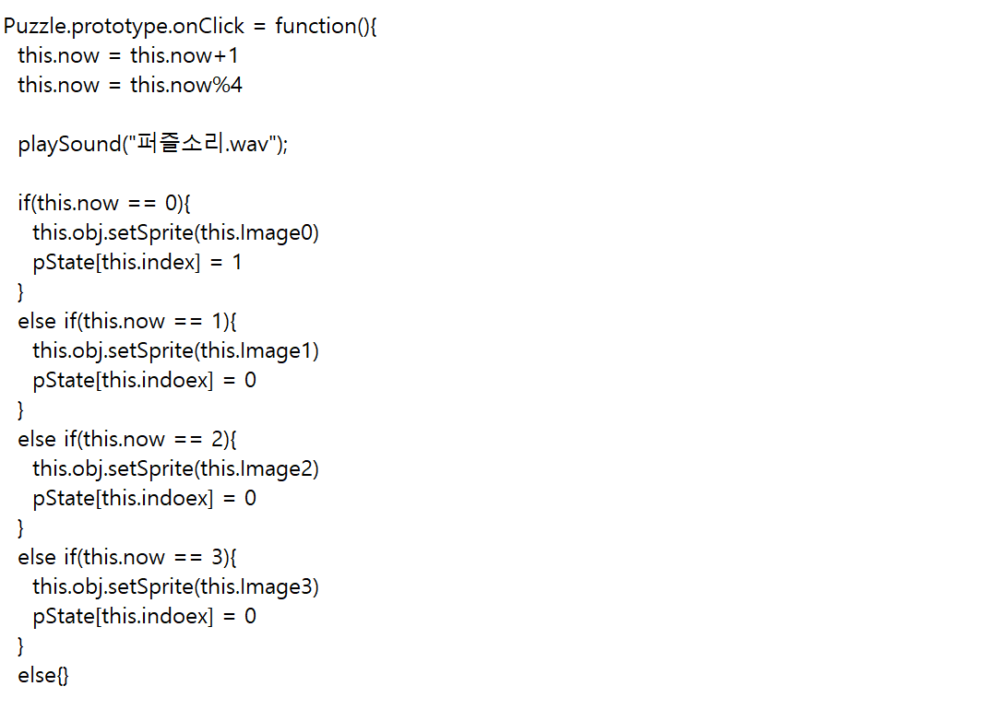 Puzzle.prototype.onClick = function(){
this.now = this.now+1
this.now = this.now%4
playSound("퍼즐소리.wav");
if(this.now == 0){
this.obj.setSprite(this.Image0)
pState[this.index] = 1
}
else if(this.now == 1){
this.obj.setSprite(this.Image1)
pState[this.indoex] = 0
}
else if(this.now == 2){
this.obj.setSprite(this.Image2)
pState[this.indoex] = 0
}
else if(this.now == 3){
this.obj.setSprite(this.Image3)
pState[this.indoex] = 0
}
else{}